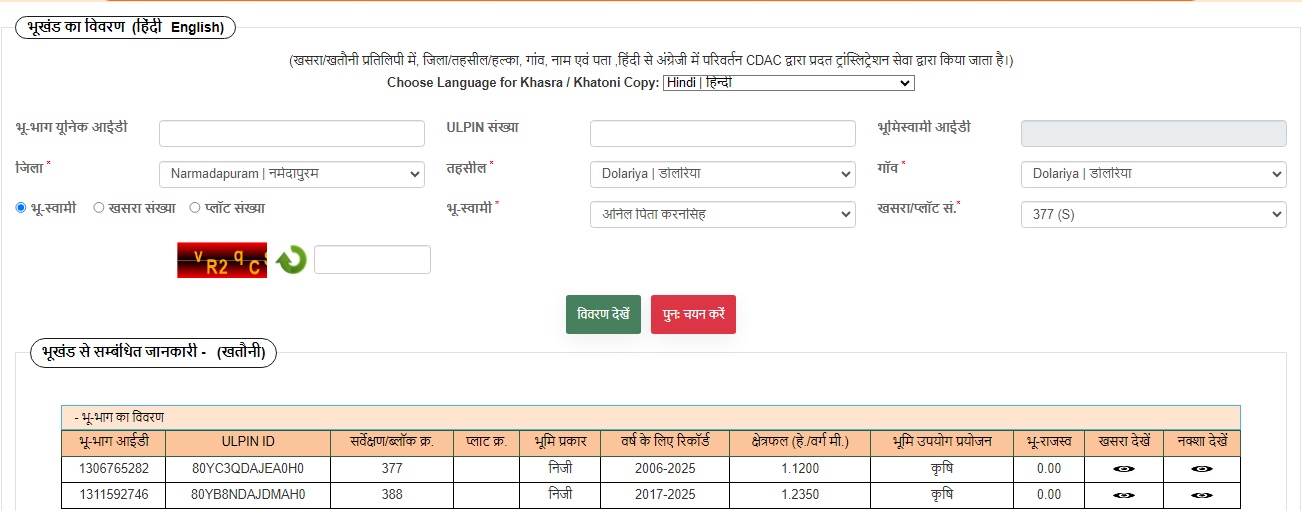 भूखंड का विवरण (हिंदी English)
(खसरा/खतौनी प्रतिलिपी में, जिला/तहसील/हल्का, गांव, नाम एवं पता ,हिंदी से अंग्रेजी में परिवर्तन CDAC द्वारा प्रदत ट्रांस्लिट्रेशन सेवा द्वारा किया जाता है।)
Choose Language for Khasra / Khatoni Copy: Hindi | हिन्दी
भू-भाग यूनिक आईडी ULPIN संख्या भूमिस्वामी आईडी
जिला * Narmadapuram | नर्मदापुरम तहसील * Dolariya | डोलरिया गॉव * Dolariya | डोलरिया
भू-स्वामी खसरा संख्या प्लॉट संख्या भू-स्वामी * अनिल पिता करनसिंह खसरा/प्लॉट सं.* 377 (S)
v R2 q C
विवरण देखें पुनः चयन करें
भूखंड से सम्बंधित जानकारी - (खतौनी)
- भू-भाग का विवरण
भू-भाग आईडी ULPIN ID सर्वेक्षण/ब्लॉक क्र. प्लाट क्र. भूमि प्रकार वर्ष के लिए रिकॉर्ड क्षेत्रफल (हे./वर्ग मी.) भूमि उपयोग प्रयोजन भू-राजस्व खसरा देखें नक्शा देखें
1306765282 80YC3QDAJEA0H0 377 निजी 2006-2025 1.1200 कृषि 0.00
1311592746 80YB8NDAJDMAH0 388 निजी 2017-2025 1.2350 कृषि 0.00